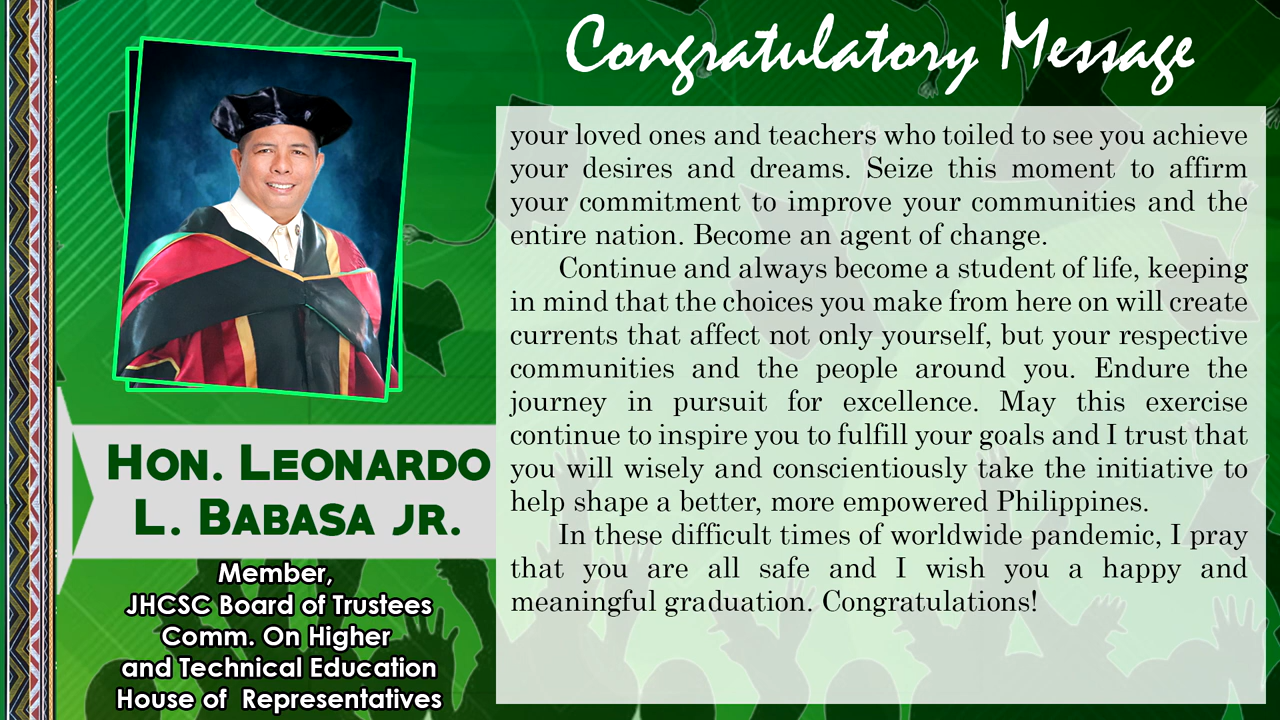 Congratulatory Message
your loved ones and teachers who toiled to see you achieve
your desires and dreams. Seize this moment to affirm
your commitment to improve your communities and the
entire nation. Become an agent of change.
Continue and always become a student of life, keeping
in mind that the choices you make from here on will create
currents that affect not only yourself, but your respective
communities and the people around you. Endure the
journey in pursuit for excellence. May this exercise
continue to inspire you to fulfill your goals and I trust that
you will wisely and conscientiously take the initiative to
help shape a better, more empowered Philippines.
In these difficult times of worldwide pandemic, I pray
that you are all safe and I wish you a happy and
meaningful graduation. Congratulations!
Hon. Leonardo
L. Babasa Jr.
Member,
JHCSC Board of Trustees
Comm. On Higher
and Technical Education
House of Representatives